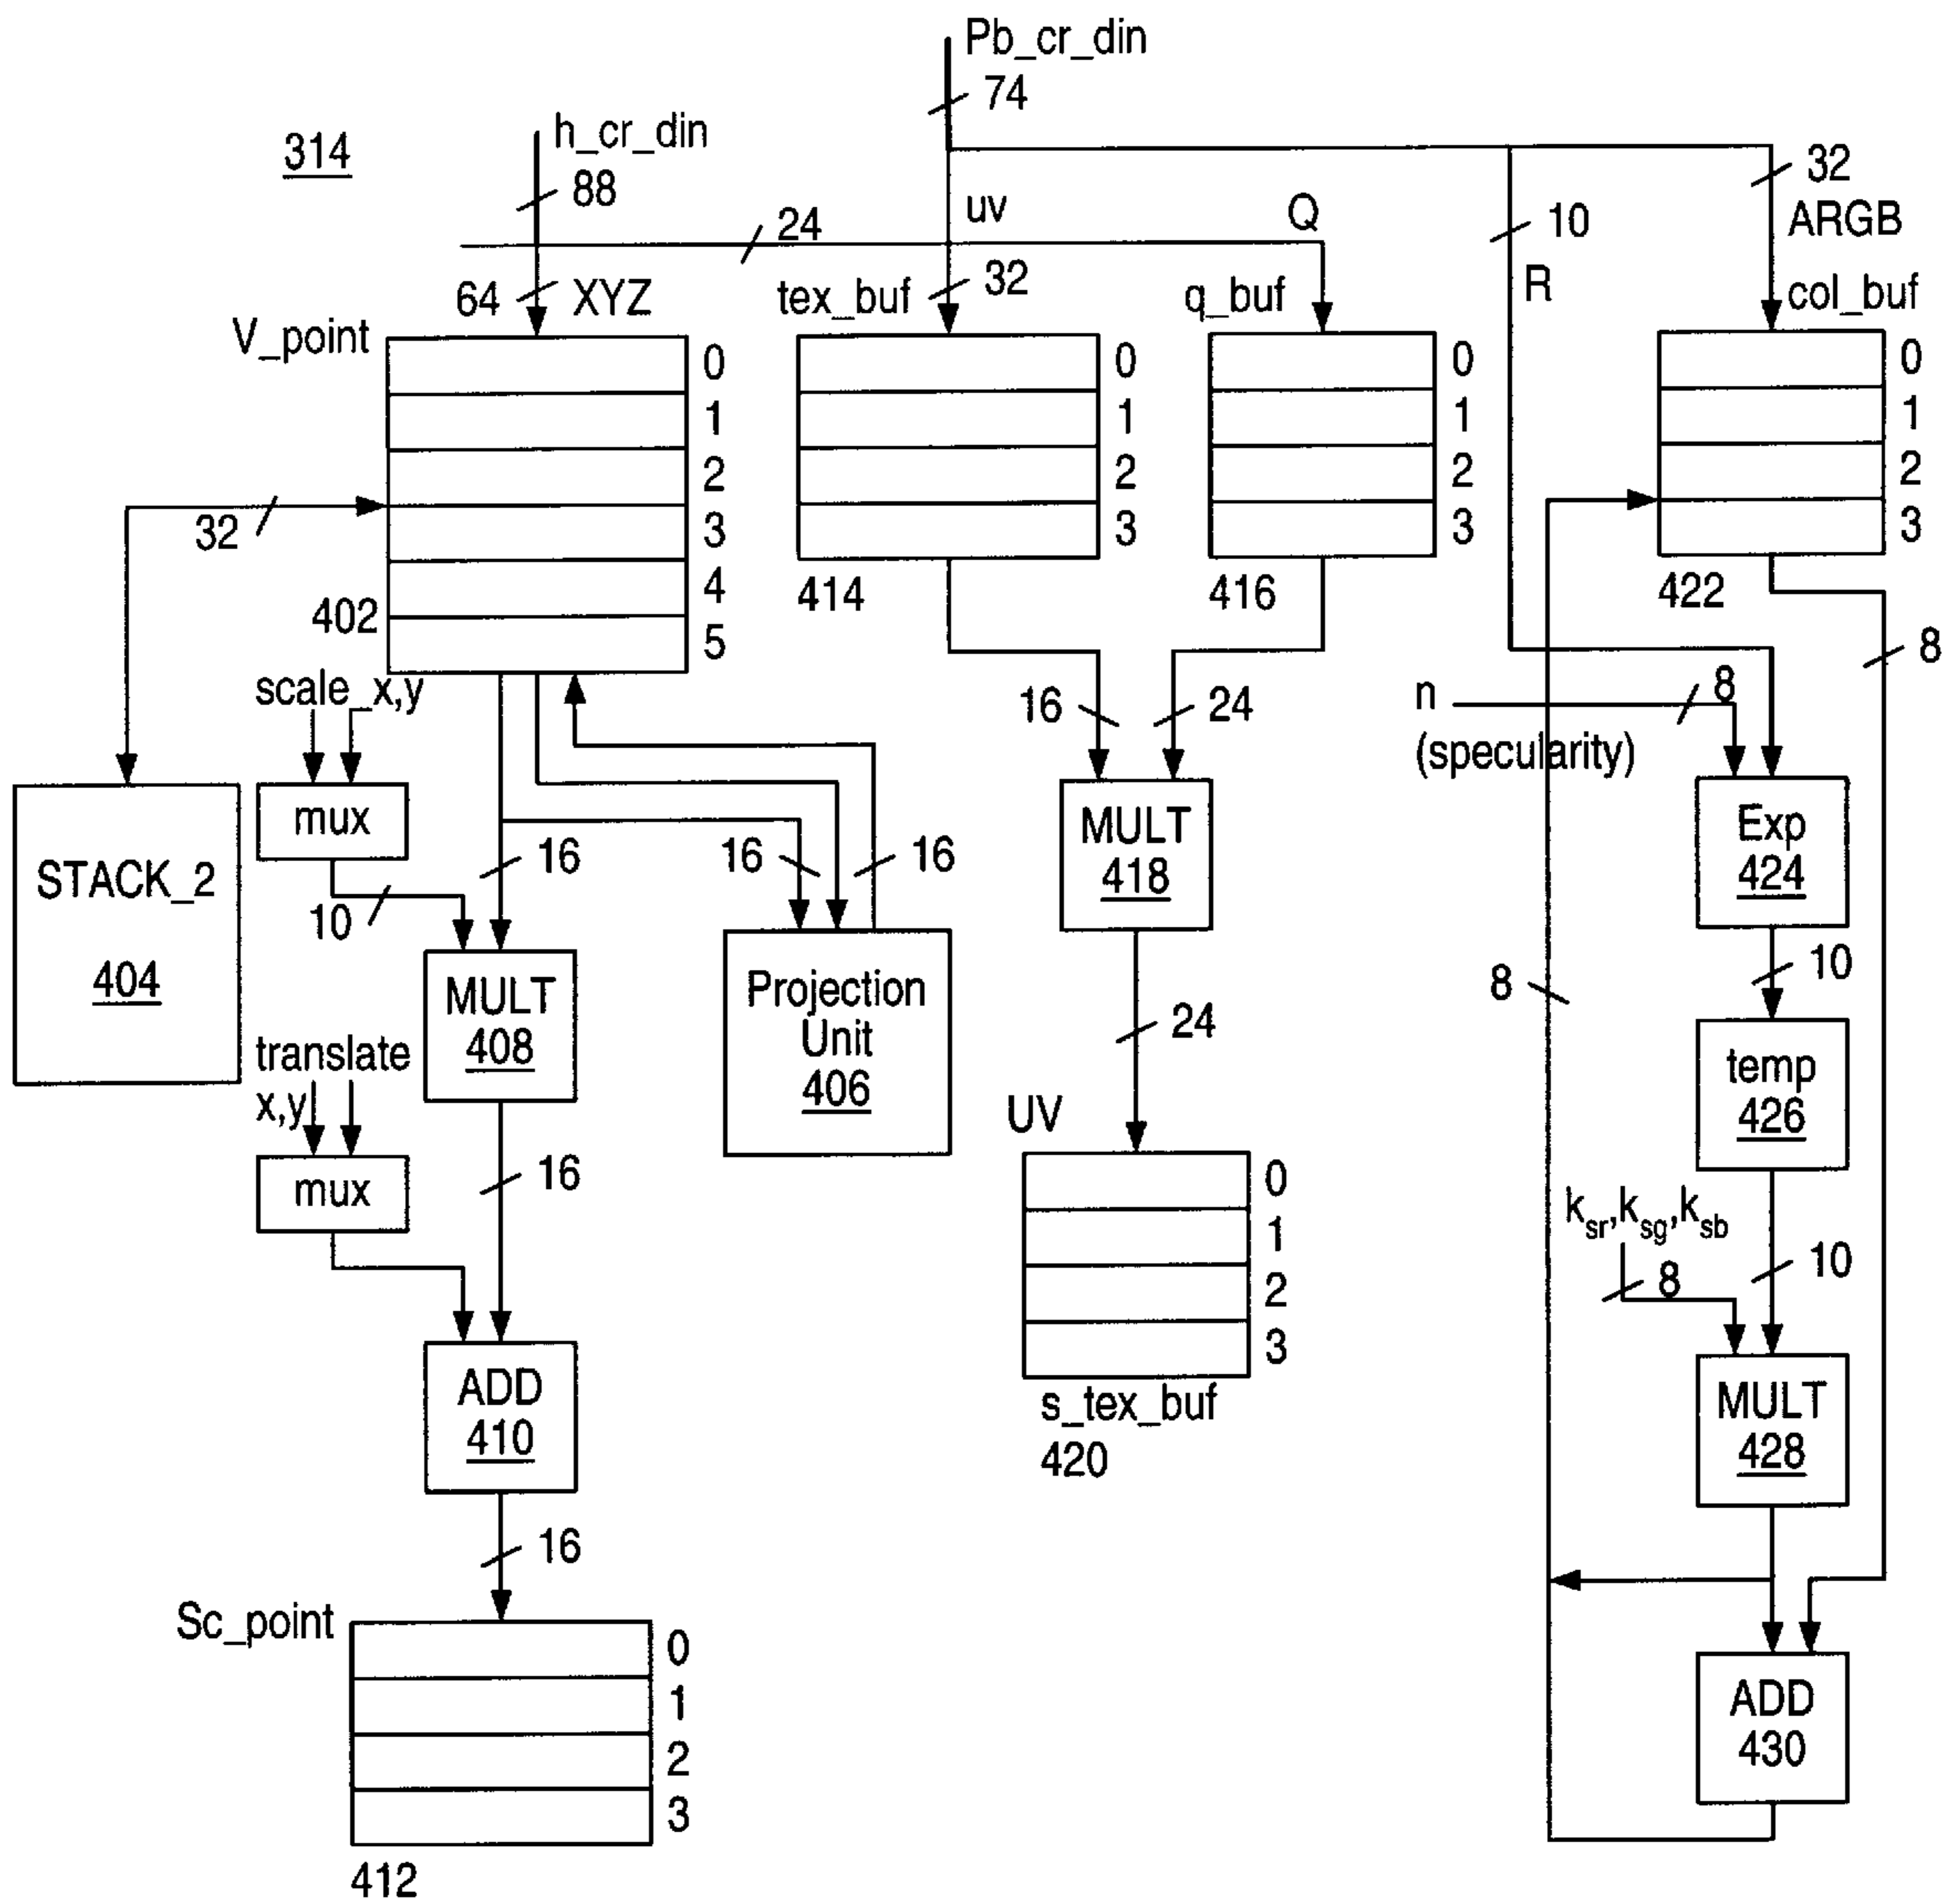 Pb_cr_din
74
h_cr_din
314
88
32
uv
Q
10
ARGB
24
R
64
XYZ
tex_buf
32
q_buf
col_buf
V_point
0
1
2
3
4
5
0
1
2
3
0
1
2
3
0
1
2
3
32
402
414
416
422
8
scale_x,y
16
24
n
8
(specularity)
mux
16
16
16
MULT
418
Exp
424
STACK_2
404
10
MULT
408
Projection
Unit
406
8
10
24
translate
x,y
temp
426
UV
mux
16
0
1
2
3
ksr,ksg,ksb
8
10
ADD
410
s_tex_buf
420
MULT
428
16
Sc_point
0
1
2
3
ADD
430
412